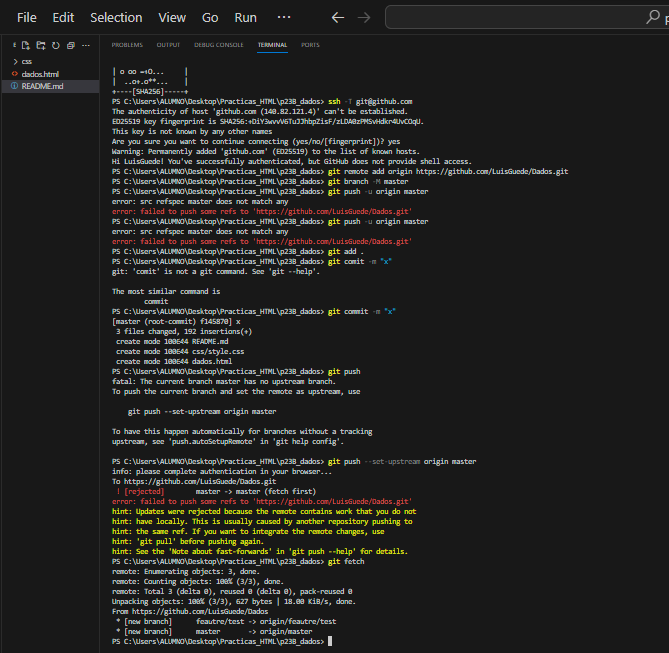 File Edit Selection View Go Run ...
PROBLEMS OUTPUT DEBUG CONSOLE TERMINAL PORTS
css
dados.html
README.md
| o oo =+O... |
| ..o+.o**... |
+----[SHA256]-----+
PS C:\Users\ALUMNO\Desktop\Practicas_HTML\p23B_dados> ssh -T git@github.com
The authenticity of host 'github.com (140.82.121.4)' can't be established.
ED25519 key fingerprint is SHA256:+DiY3wvvV6TuJJhbpZisF/zLDA0zPMSvHdkr4UvCOqU.
This key is not known by any other names
Are you sure you want to continue connecting (yes/no/[fingerprint])? yes
Warning: Permanently added 'github.com' (ED25519) to the list of known hosts.
Hi LuisGuede! You've successfully authenticated, but GitHub does not provide shell access.
PS C:\Users\ALUMNO\Desktop\Practicas_HTML\p23B_dados> git remote add origin https://github.com/LuisGuede/Dados.git
PS C:\Users\ALUMNO\Desktop\Practicas_HTML\p23B_dados> git branch -M master
PS C:\Users\ALUMNO\Desktop\Practicas_HTML\p23B_dados> git push -u origin master
error: src refspec master does not match any
error: failed to push some refs to 'https://github.com/LuisGuede/Dados.git'
PS C:\Users\ALUMNO\Desktop\Practicas_HTML\p23B_dados> git push -u origin master
error: src refspec master does not match any
error: failed to push some refs to 'https://github.com/LuisGuede/Dados.git'
PS C:\Users\ALUMNO\Desktop\Practicas_HTML\p23B_dados> git add .
PS C:\Users\ALUMNO\Desktop\Practicas_HTML\p23B_dados> git comit -m "x"
git: 'comit' is not a git command. See 'git --help'.
The most similar command is
commit
PS C:\Users\ALUMNO\Desktop\Practicas_HTML\p23B_dados> git commit -m "x"
[master (root-commit) f145870] x
3 files changed, 192 insertions(+)
create mode 100644 README.md
create mode 100644 css/style.css
create mode 100644 dados.html
PS C:\Users\ALUMNO\Desktop\Practicas_HTML\p23B_dados> git push
fatal: The current branch master has no upstream branch.
To push the current branch and set the remote as upstream, use
git push --set-upstream origin master
To have this happen automatically for branches without a tracking
upstream, see 'push.autoSetupRemote' in 'git help config'.
PS C:\Users\ALUMNO\Desktop\Practicas_HTML\p23B_dados> git push --set-upstream origin master
info: please complete authentication in your browser...
To https://github.com/LuisGuede/Dados.git
! [rejected] master -> master (fetch first)
error: failed to push some refs to 'https://github.com/LuisGuede/Dados.git'
hint: Updates were rejected because the remote contains work that you do not
hint: have locally. This is usually caused by another repository pushing to
hint: the same ref. If you want to integrate the remote changes, use
hint: 'git pull' before pushing again.
hint: See the 'Note about fast-forwards' in 'git push --help' for details.
PS C:\Users\ALUMNO\Desktop\Practicas_HTML\p23B_dados> git fetch
remote: Enumerating objects: 3, done.
remote: Counting objects: 100% (3/3), done.
remote: Total 3 (delta 0), reused 0 (delta 0), pack-reused 0
Unpacking objects: 100% (3/3), 627 bytes | 18.00 KiB/s, done.
From https://github.com/LuisGuede/Dados
* [new branch] feautre/test -> origin/feautre/test
* [new branch] master -> origin/master
PS C:\Users\ALUMNO\Desktop\Practicas_HTML\p23B_dados>